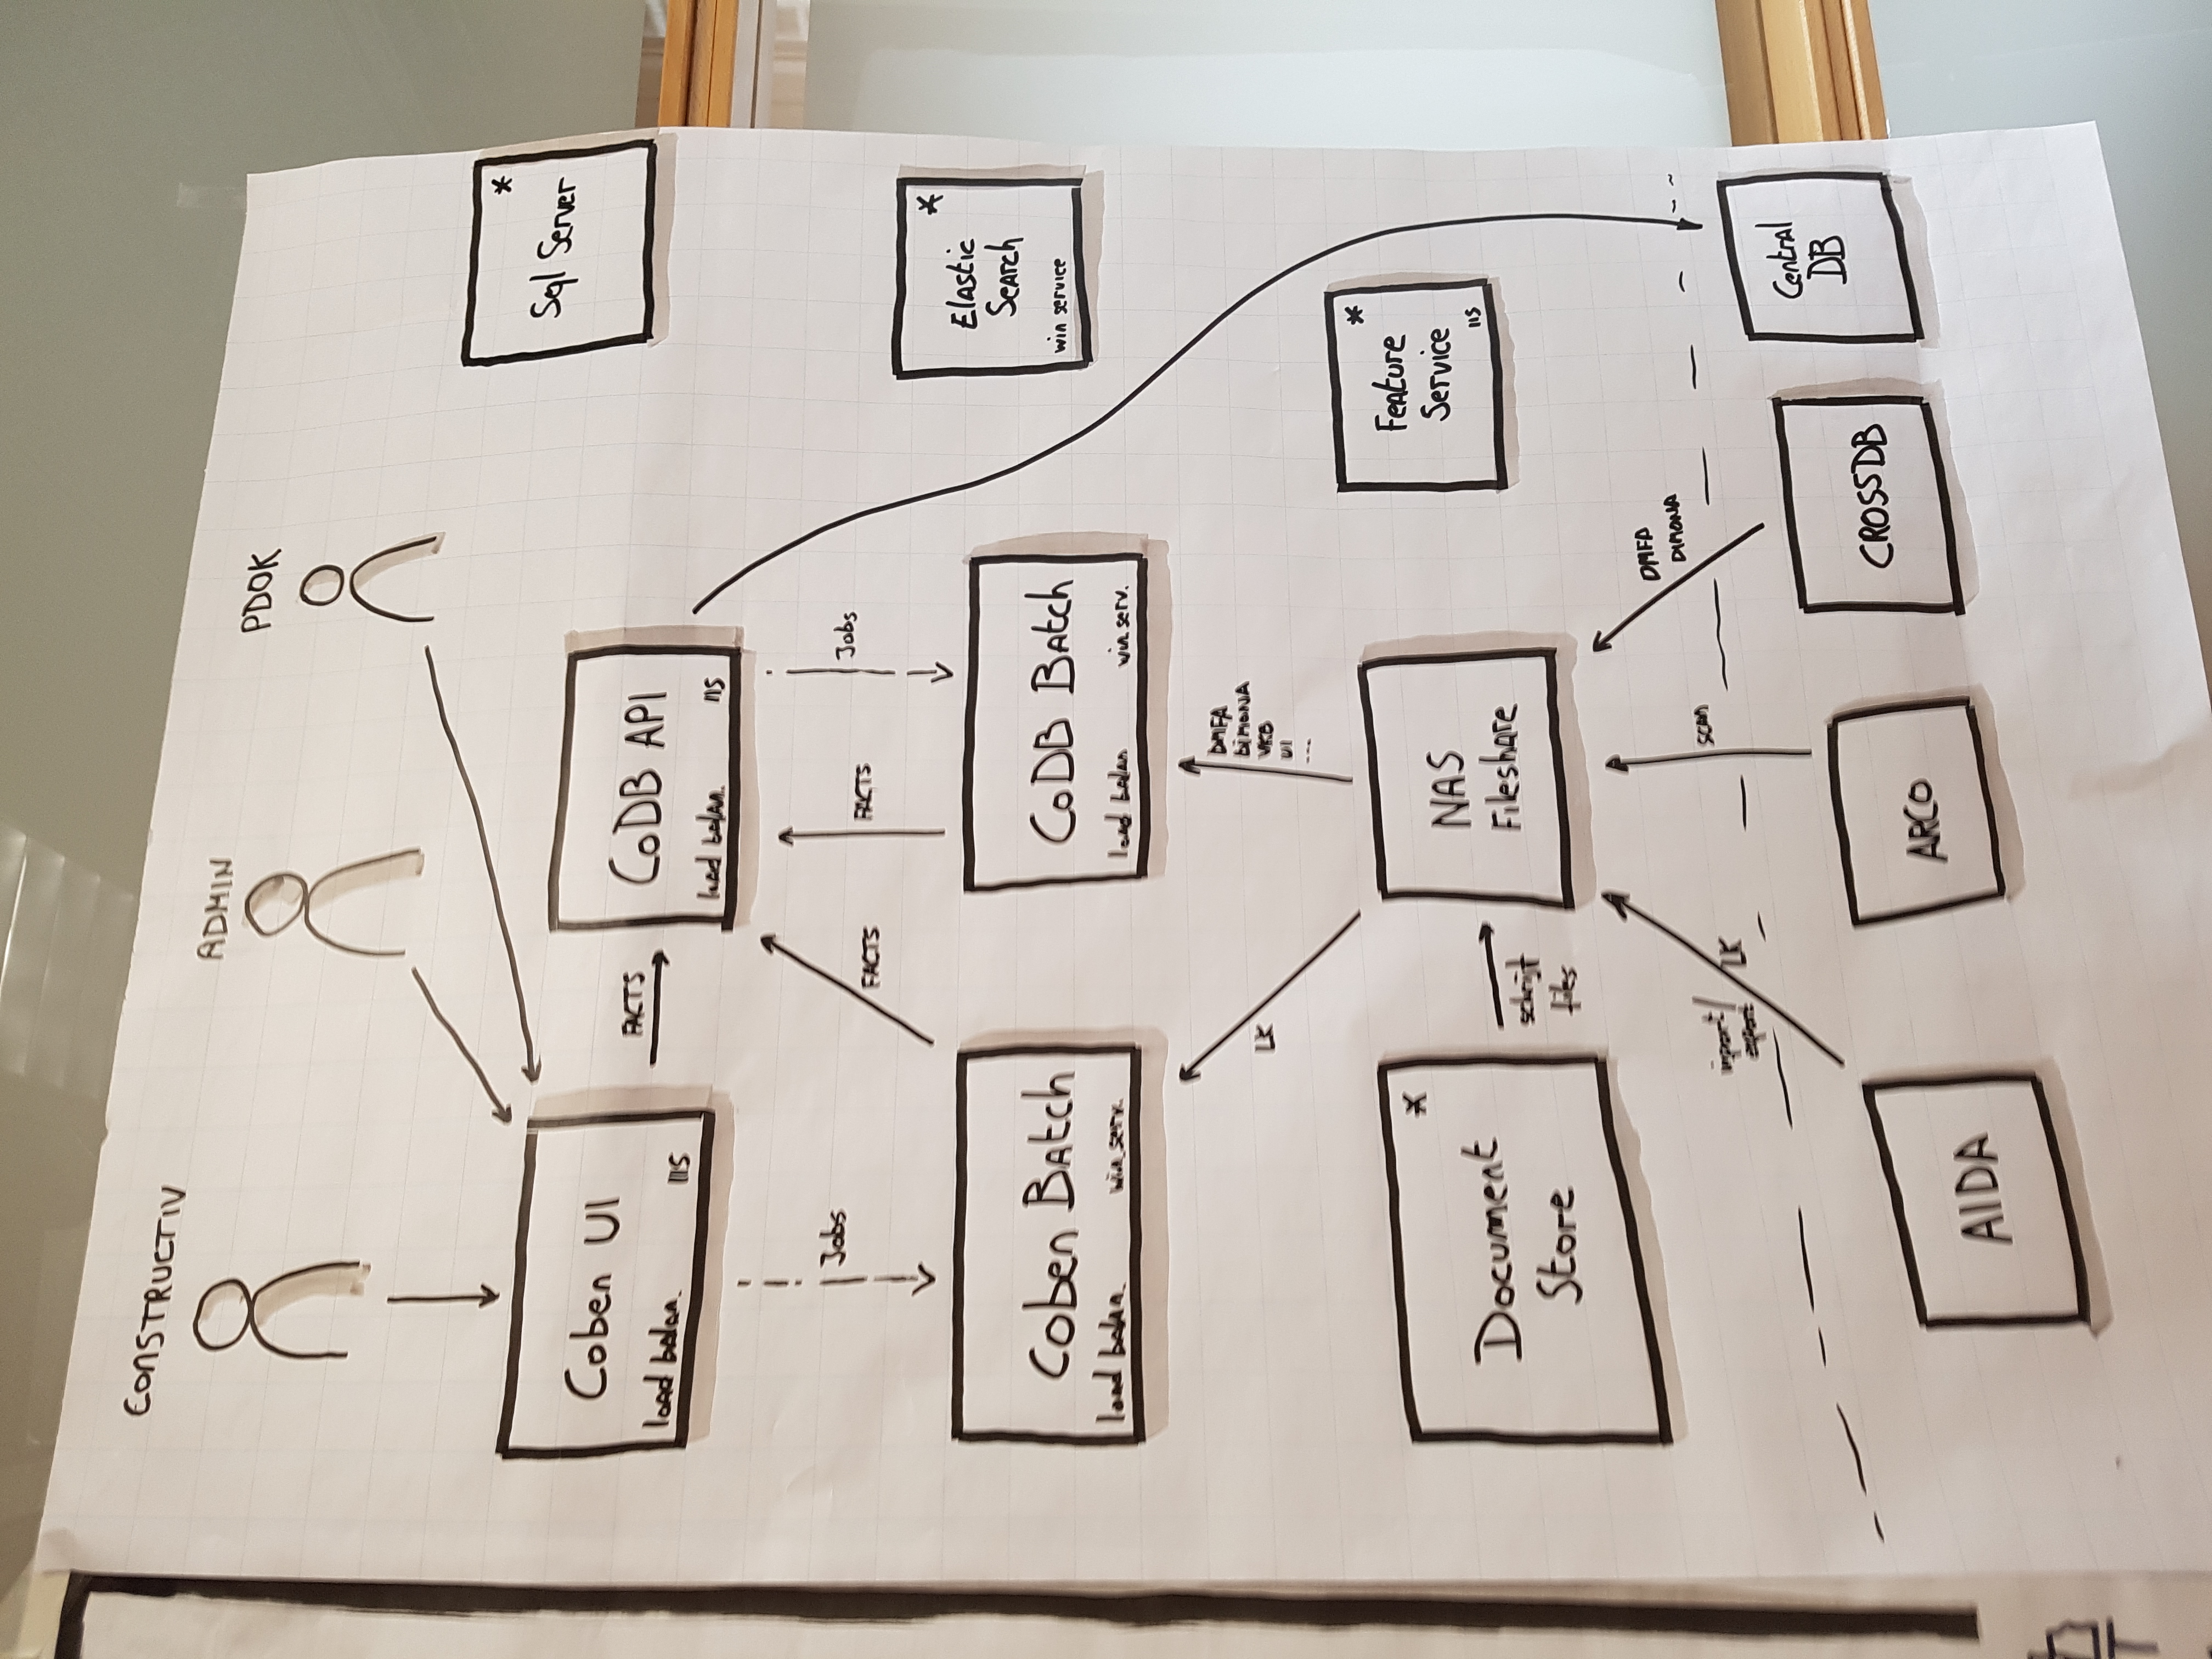 CONSTRUCTIV
ADMIN
PDOK
Sql Server
*
Coben UI
load balan.
IIS
FACTS
CoDB API
load balan.
IIS
Jobs
FACTS
FACTS
Jobs
Elastic
Search
win service
*
Coben Batch
load balan.
win serv.
CoDB Batch
load balan
win serv.
LK
DMFA
DIMONA
VKB
UI
...
Document
Store
*
schrijf
files
NAS
Fileshare
Feature
Service
IIS
*
import/
export
LK
scan
DMFA
DIMONA
AIDA
ARCO
CROSSDB
Central
DB